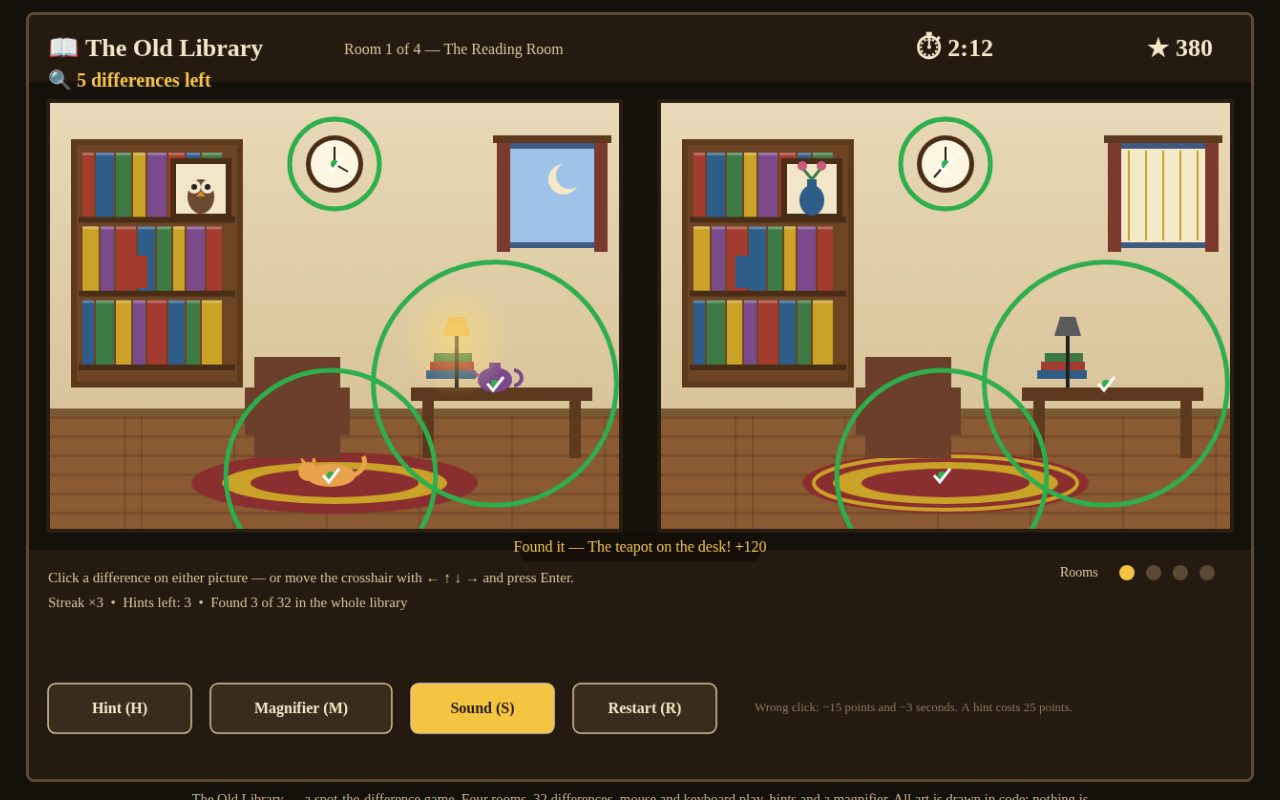 📖 The Old Library
Room 1 of 4 — The Reading Room
⏱ 2:12
★ 380
🔍 5 differences left
Found it — The teapot on the desk! +120
Click a difference on either picture — or move the crosshair with ← ↑ ↓ → and press Enter.
Rooms
Streak ×3 • Hints left: 3 • Found 3 of 32 in the whole library
Hint (H)
Magnifier (M)
Sound (S)
Restart (R)
Wrong click: −15 points and −3 seconds. A hint costs 25 points.
The Old Library — a spot-the-difference game. Four rooms, 32 differences, mouse and keyboard play, hints and a magnifier. All art is drawn in code; nothing is